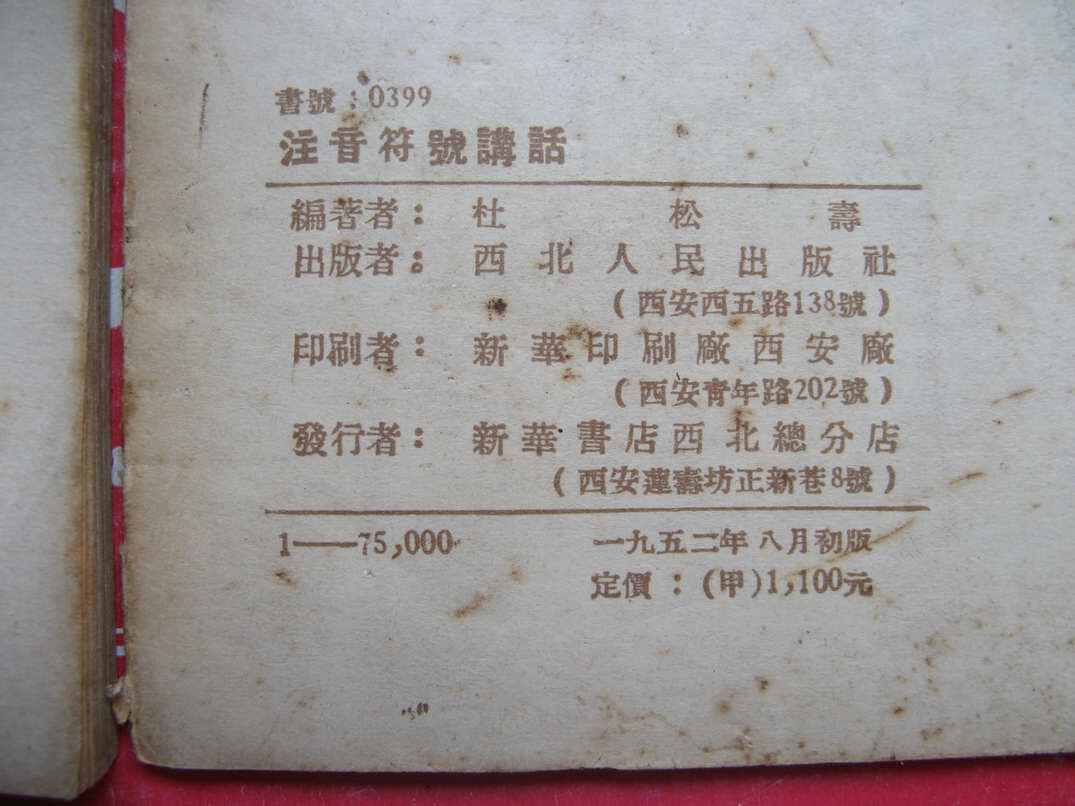 書號：0399
注音符號講話
編著者：杜松壽
出版者：西北人民出版社
（西安西五路138號）
印刷者：新華印刷廠西安廠
（西安青年路202號）
發行者：新華書店西北總分店
（西安蓮壽坊正新巷8號）
1——75,000
一九五二年八月初版
定價：(甲)1,100元